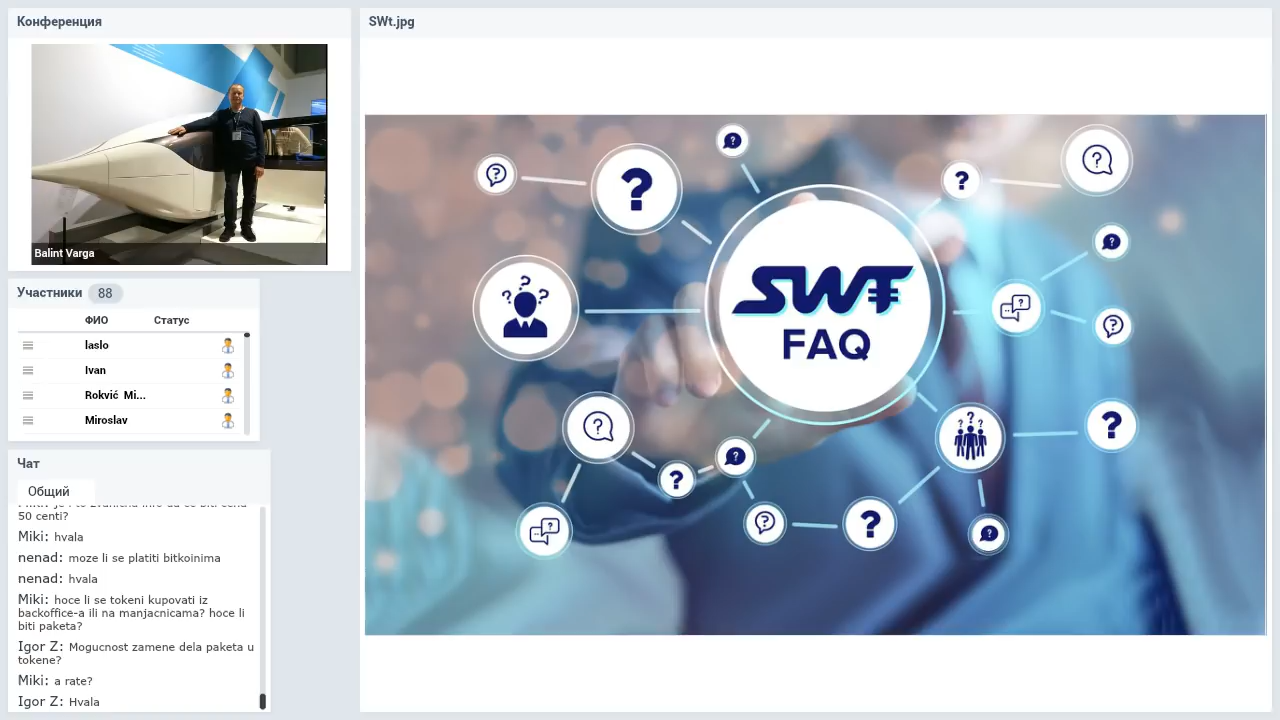 Конференция
Balint Varga
Участники 88
ФИО Статус
laslo
Ivan
Rokvić Mi...
Miroslav
Чат
Общий
50 centi?
Miki: hvala
nenad: moze li se platiti bitkoinima
nenad: hvala
Miki: hoce li se tokeni kupovati iz
backoffice-a ili na manjacnicama? hoce li
biti paketa?
Igor Z: Mogucnost zamene dela paketa u
tokene?
Miki: a rate?
Igor Z: Hvala
SWt.jpg
SWT
FAQ